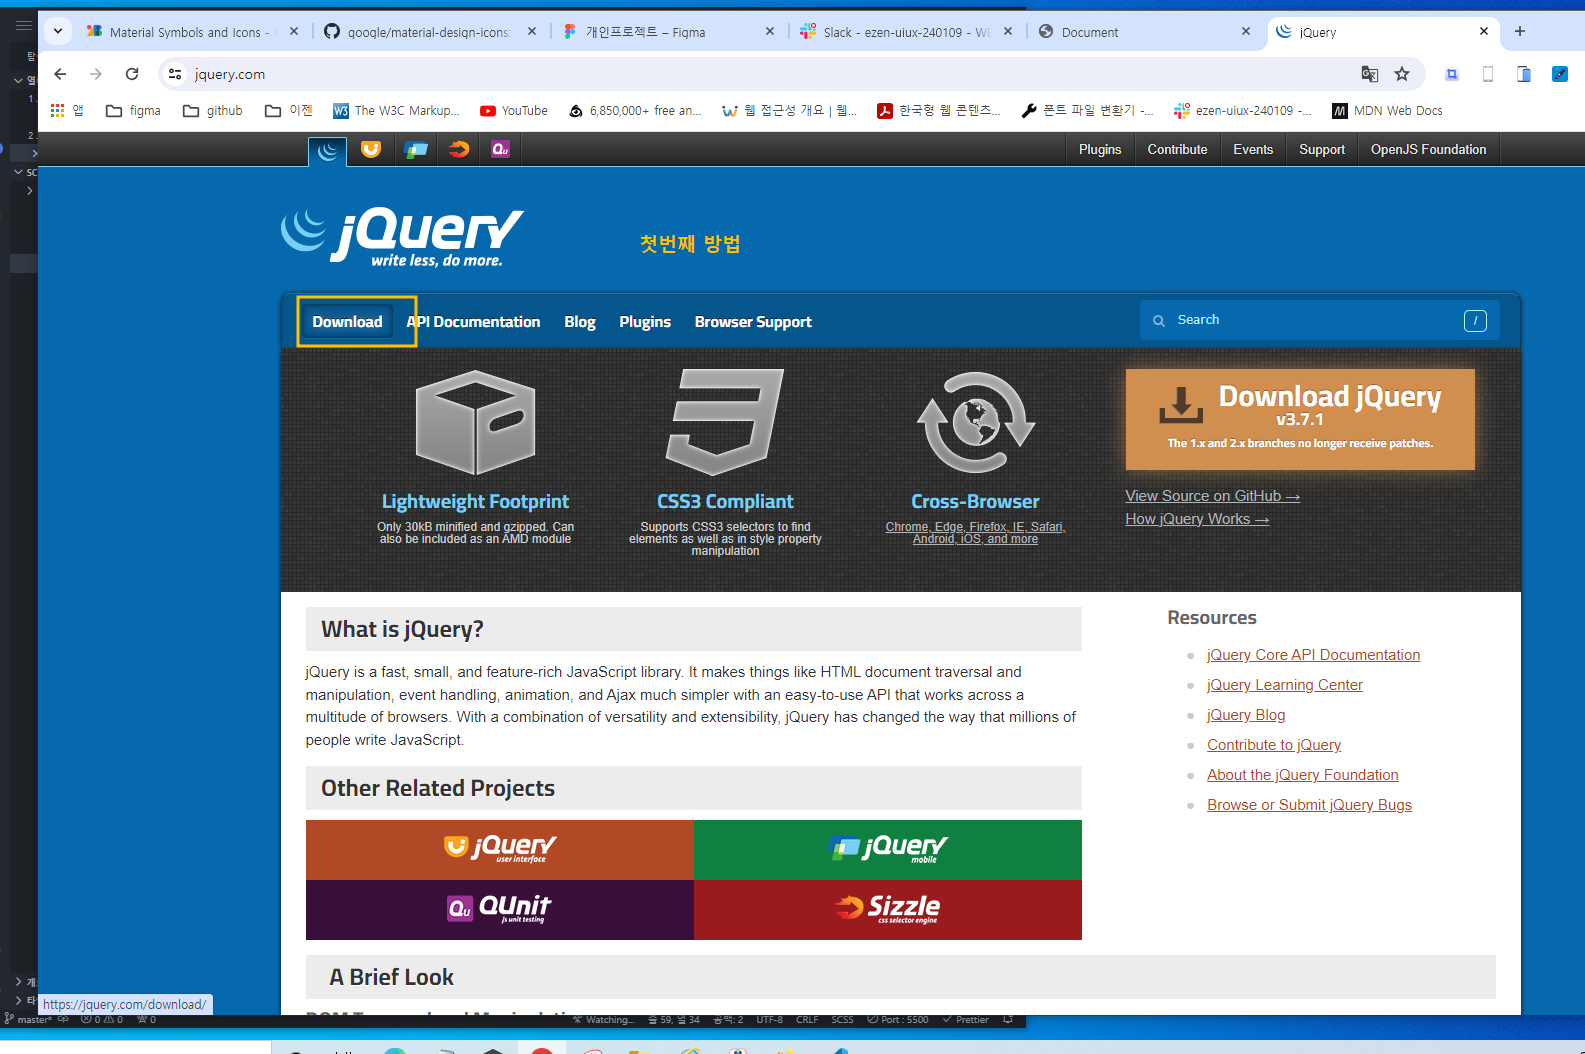 Material Symbols and Icons -
google/material-design-icons:
개인프로젝트 – Figma
Slack - ezen-uiux-240109 - WE
Document
jQuery
jquery.com
앱
figma
github
이젠
The W3C Markup...
YouTube
6,850,000+ free an...
웹 접근성 개요 | 웹...
한국형 웹 콘텐츠...
폰트 파일 변환기 -...
ezen-uiux-240109 -...
MDN Web Docs
Plugins
Contribute
Events
Support
OpenJS Foundation
jQuery
write less, do more.
첫번째 방법
Download
API Documentation
Blog
Plugins
Browser Support
Search
/
Lightweight Footprint
Only 30kB minified and gzipped. Can
also be included as an AMD module
CSS3 Compliant
Supports CSS3 selectors to find
elements as well as in style property
manipulation
Cross-Browser
Chrome, Edge, Firefox, IE, Safari,
Android, iOS, and more
Download jQuery
v3.7.1
The 1.x and 2.x branches no longer receive patches.
View Source on GitHub →
How jQuery Works →
What is jQuery?
jQuery is a fast, small, and feature-rich JavaScript library. It makes things like HTML document traversal and
manipulation, event handling, animation, and Ajax much simpler with an easy-to-use API that works across a
multitude of browsers. With a combination of versatility and extensibility, jQuery has changed the way that millions of
people write JavaScript.
Resources
jQuery Core API Documentation
jQuery Learning Center
jQuery Blog
Contribute to jQuery
About the jQuery Foundation
Browse or Submit jQuery Bugs
Other Related Projects
jQuery
user interface
jQuery
mobile
Qu QUnit
js unit testing
Sizzle
css selector engine
A Brief Look
https://jquery.com/download/
master*
0 0
0
Watching...
줄 59, 열 34
공백: 2
UTF-8
CRLF
SCSS
Port : 5500
Prettier